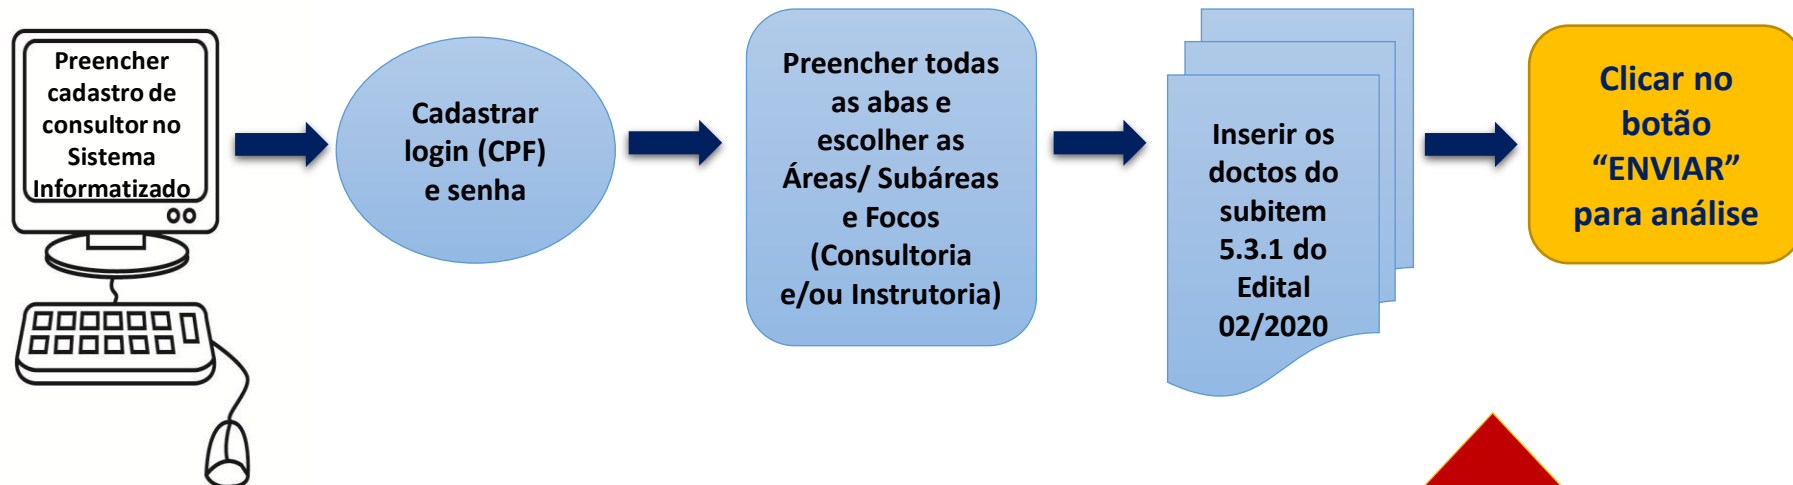 Preencher
cadastro de
consultor no
Sistema
Informatizado
Cadastrar
login (CPF)
e senha
Preencher todas
as abas e
escolher as
Áreas/ Subáreas
e Focos
(Consultoria
e/ou Instrutoria)
Inserir os
doctos do
subitem
5.3.1 do
Edital
02/2020
Clicar no
botão
“ENVIAR”
para análise